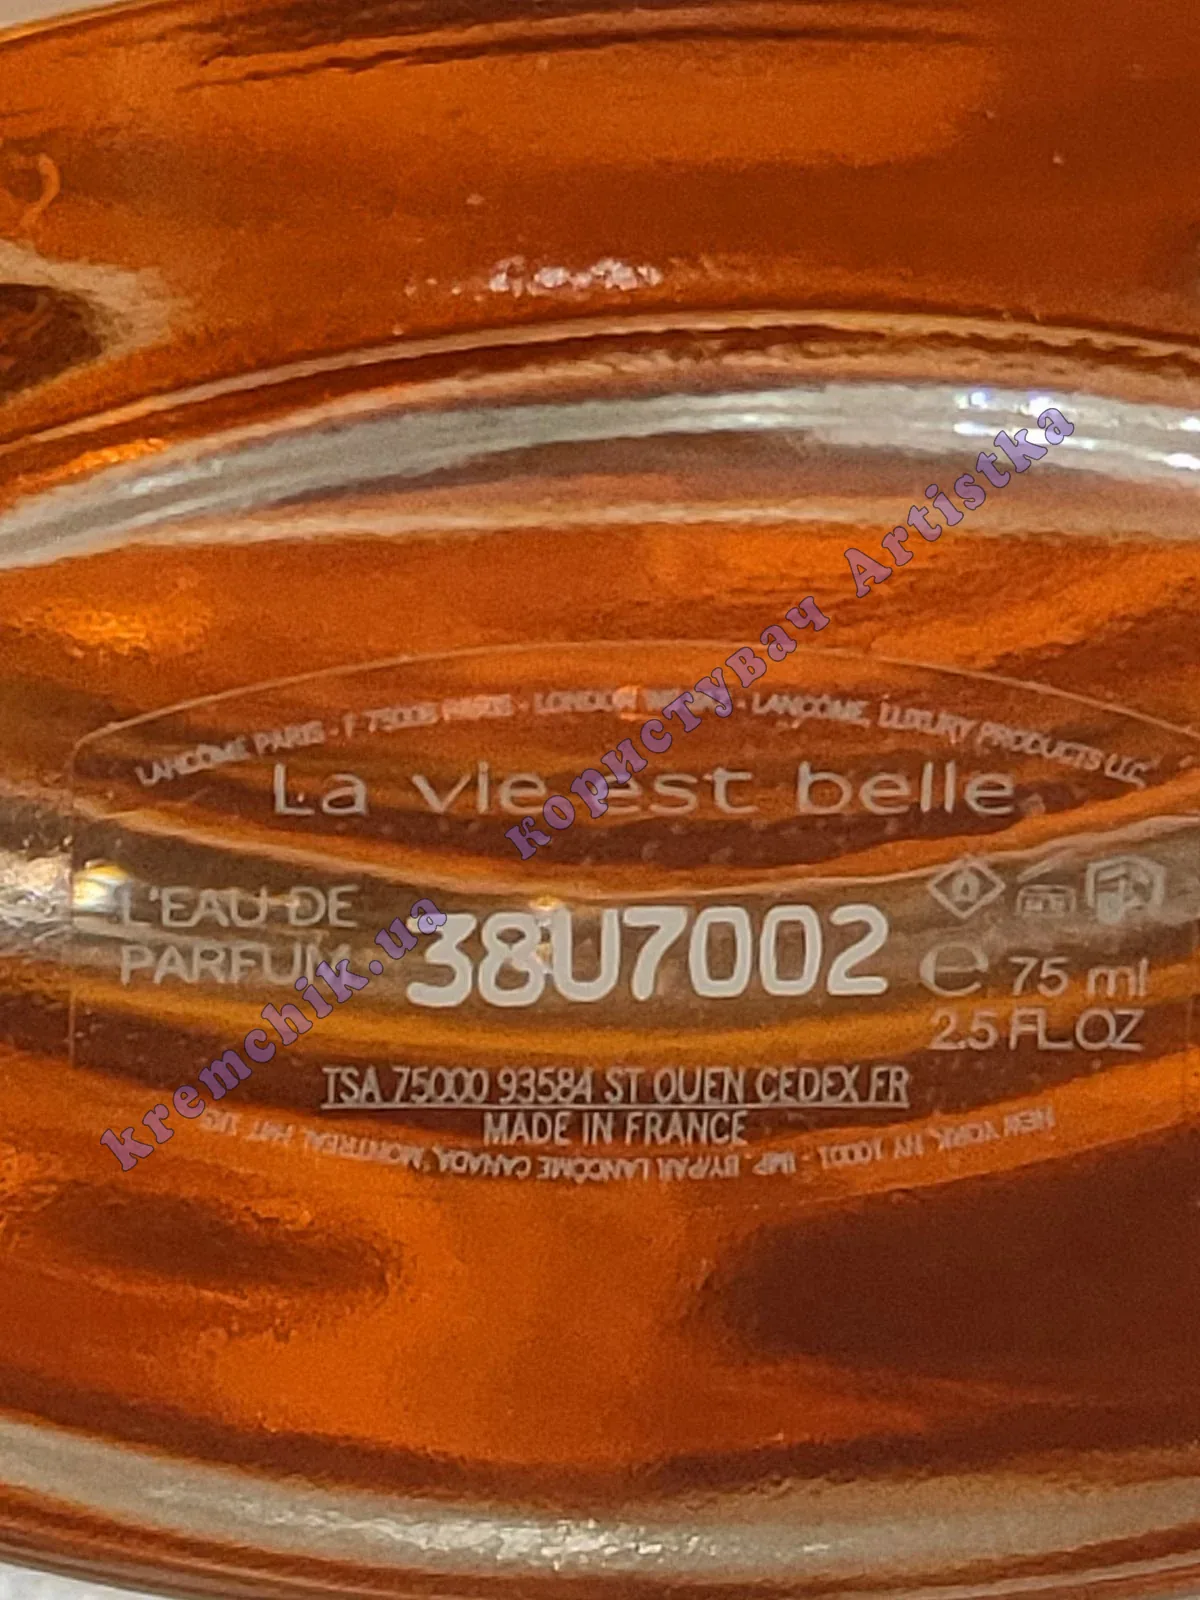 LANCÔME PARIS - F 75008 PARIS - LONDON - LANCÔME, LUXURY PRODUCTS LLC
La vie est belle
L'EAU DE
PARFUM
38U7002
e 75 ml
2.5 FL.OZ
TSA 75000 93584 ST OUEN CEDEX FR
MADE IN FRANCE
NEW YORK, NY 10001 - IMP. BY/PAR LANCÔME CANADA, MONTREAL
kremchik.ua користувач Artistka